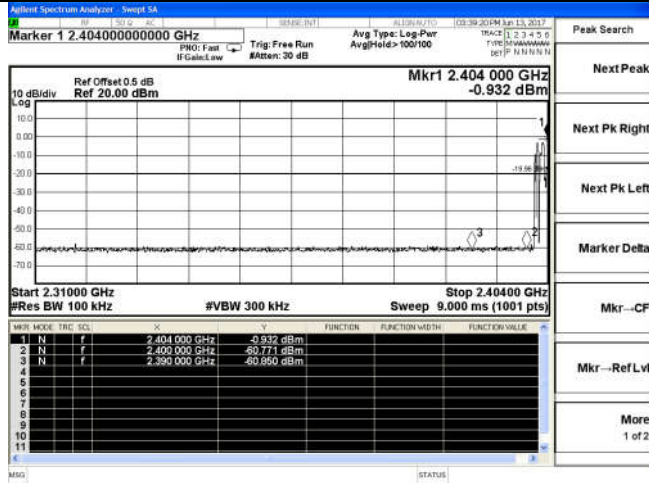 Agilent Spectrum Analyzer - Swept SA
RF 50 Ω AC SENSE:INT ALIGNAUTO 03:39:20 PM Jun 13, 2017
Marker 1 2.404000000000 GHz
PNO: Fast
IFGain:Low
Trig: Free Run
#Atten: 30 dB
Avg Type: Log-Pwr
Avg|Hold>100/100
TRACE 1 2 3 4 5 6
TYPE MWWWWW
DET P N N N N N
Ref Offset 0.5 dB
10 dB/div Ref 20.00 dBm
Log
Mkr1 2.404 000 GHz
-0.932 dBm
10.0
0.00
-10.0
-20.0
-30.0
-40.0
-50.0
-60.0
-70.0
1
-19.96 dBm
3
2
Start 2.31000 GHz Stop 2.40400 GHz
#Res BW 100 kHz #VBW 300 kHz Sweep 9.000 ms (1001 pts)
MKR MODE TRC SCL X Y FUNCTION FUNCTION WIDTH FUNCTION VALUE
1 N f 2.404 000 GHz -0.932 dBm
2 N f 2.400 000 GHz -60.771 dBm
3 N f 2.390 000 GHz -60.850 dBm
4
5
6
7
8
9
10
11
MSG STATUS
Peak Search
Next Peak
Next Pk Right
Next Pk Left
Marker Delta
Mkr→CF
Mkr→Ref Lvl
More
1 of 2